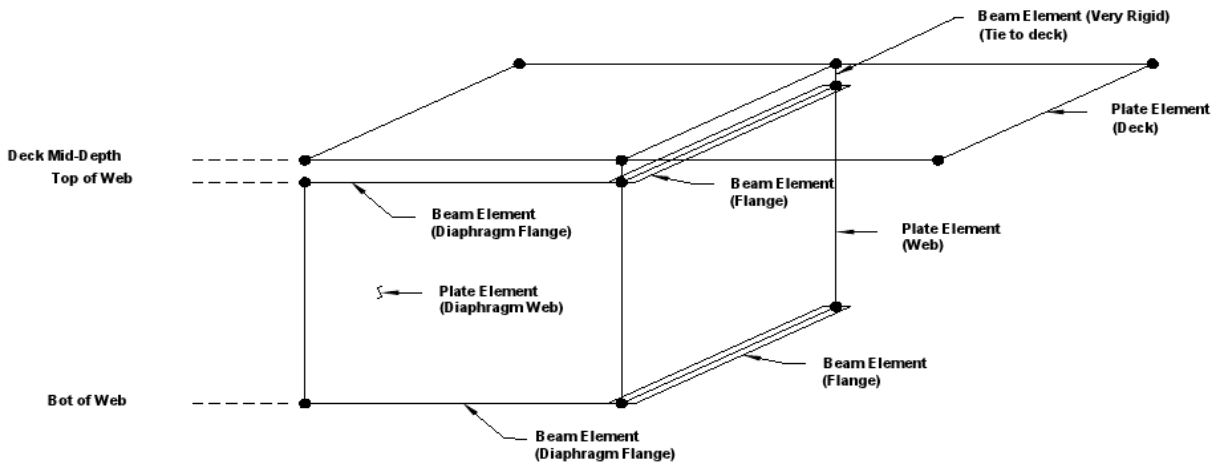 Beam Element (Very Rigid)
(Tie to deck)
Plate Element
(Deck)
Deck Mid-Depth
Top of Web
Beam Element
(Flange)
Beam Element
(Diaphragm Flange)
Plate Element
(Web)
Plate Element
(Diaphragm Web)
Beam Element
(Flange)
Bot of Web
Beam Element
(Diaphragm Flange)